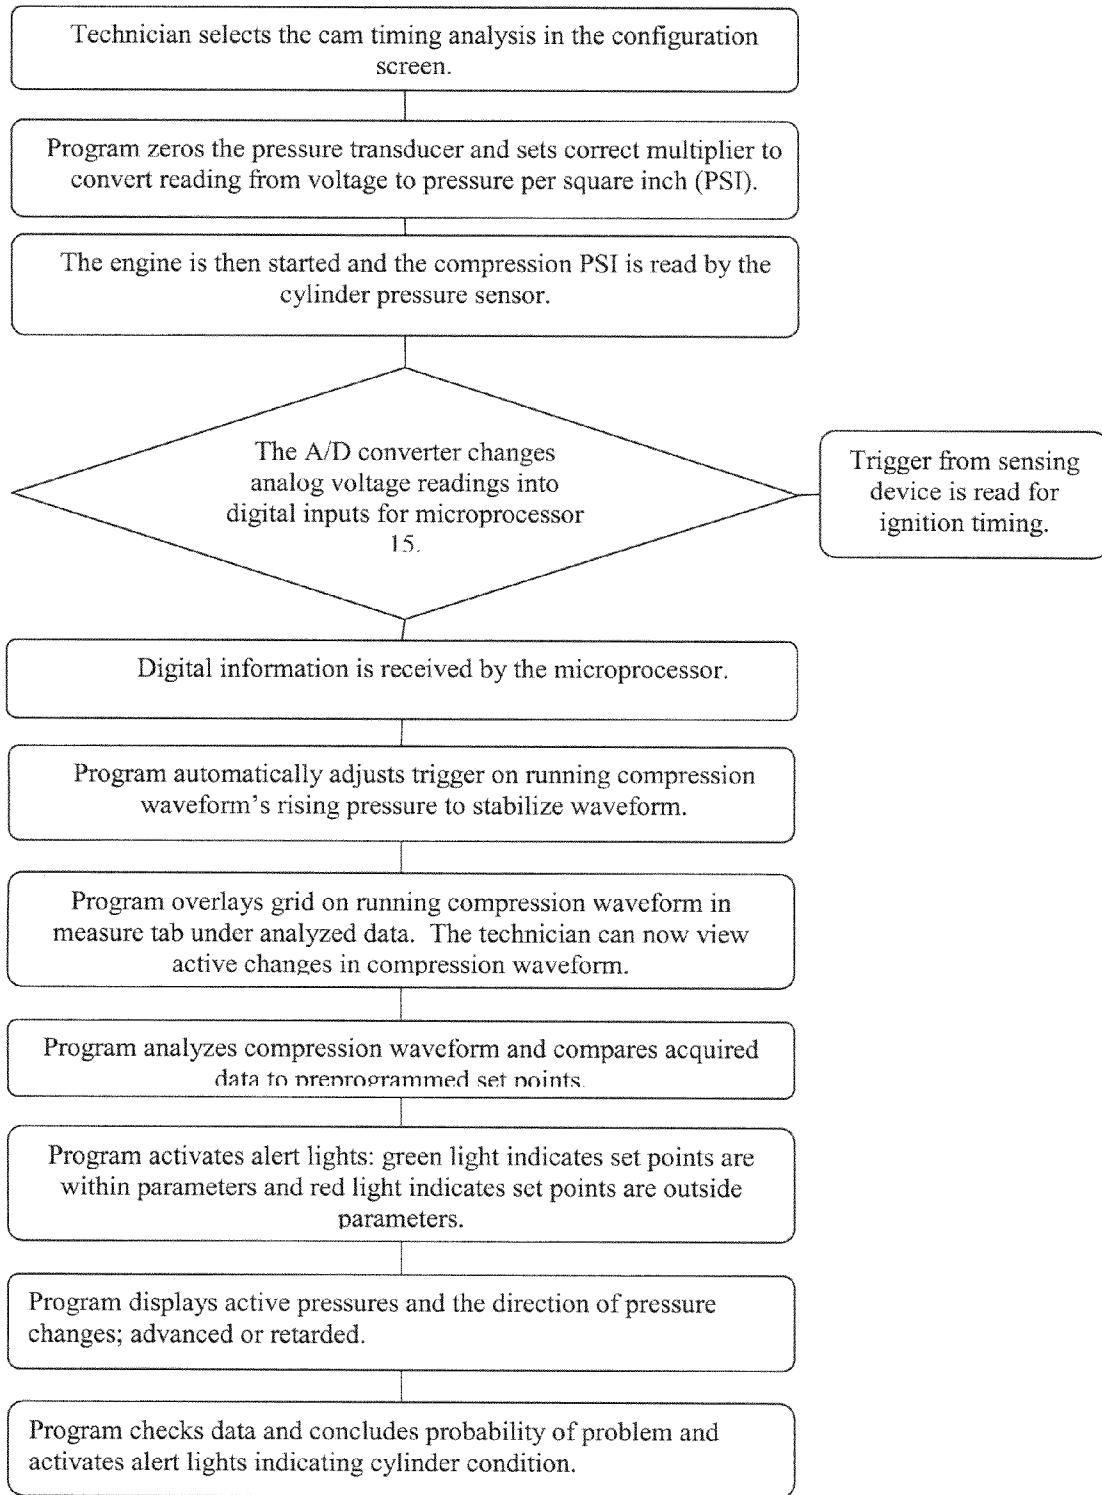 Technician selects the cam timing analysis in the configuration
screen.
Program zeros the pressure transducer and sets correct multiplier to
convert reading from voltage to pressure per square inch (PSI).
The engine is then started and the compression PSI is read by the
cylinder pressure sensor.
The A/D converter changes
analog voltage readings into
digital inputs for microprocessor
15.
Trigger from sensing
device is read for
ignition timing.
Digital information is received by the microprocessor.
Program automatically adjusts trigger on running compression
waveform's rising pressure to stabilize waveform.
Program overlays grid on running compression waveform in
measure tab under analyzed data.  The technician can now view
active changes in compression waveform.
Program analyzes compression waveform and compares acquired
data to preprogrammed set points.
Program activates alert lights: green light indicates set points are
within parameters and red light indicates set points are outside
parameters.
Program displays active pressures and the direction of pressure
changes; advanced or retarded.
Program checks data and concludes probability of problem and
activates alert lights indicating cylinder condition.